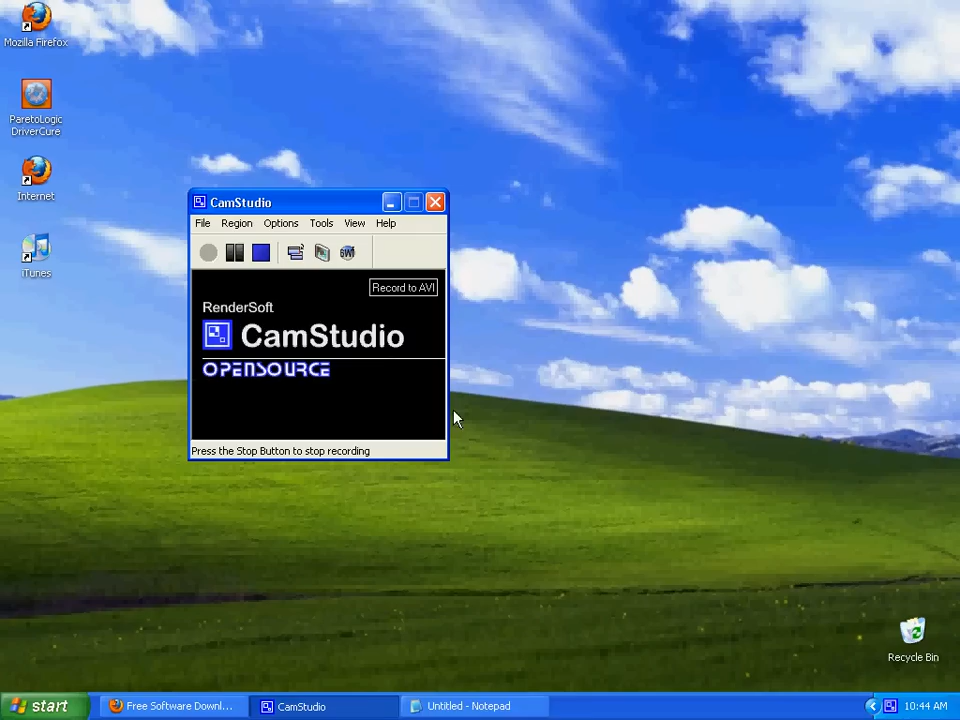 Mozilla Firefox
ParetoLogic
DriverCure
Internet
iTunes
CamStudio
File Region Options Tools View Help
SWF
Record to AVI
RenderSoft
CamStudio
OPENSOURCE
Press the Stop Button to stop recording
Recycle Bin
start
Free Software Downl...
CamStudio
Untitled - Notepad
10:44 AM